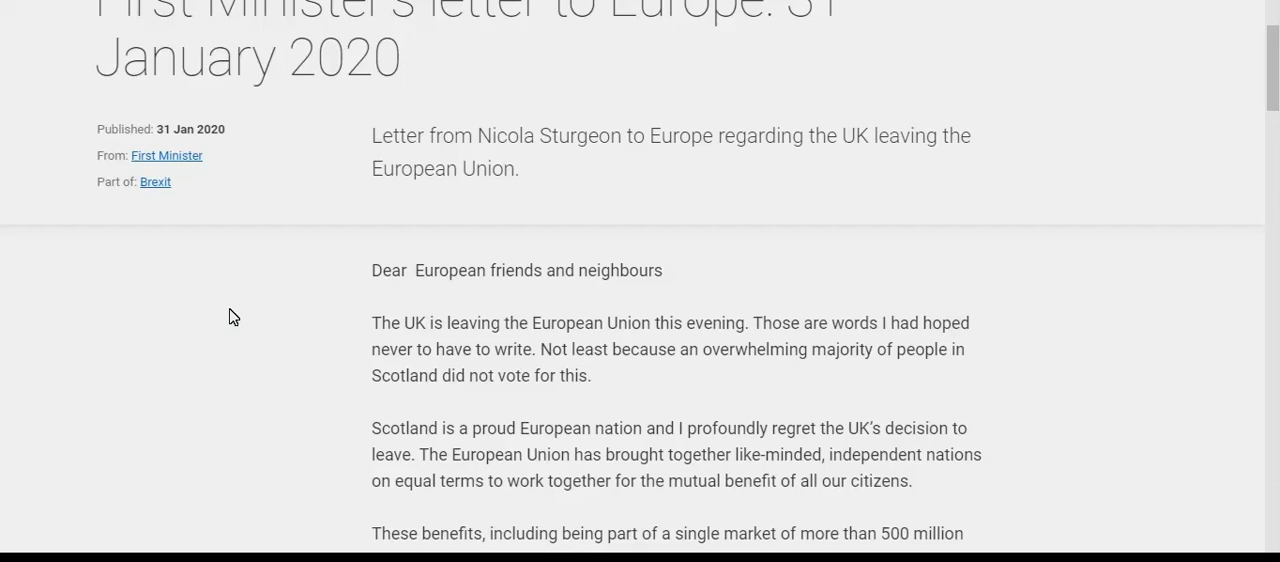 First Minister's letter to Europe: 31
January 2020
Published: 31 Jan 2020
From: First Minister
Part of: Brexit
Letter from Nicola Sturgeon to Europe regarding the UK leaving the
European Union.
Dear European friends and neighbours
The UK is leaving the European Union this evening. Those are words I had hoped
never to have to write. Not least because an overwhelming majority of people in
Scotland did not vote for this.
Scotland is a proud European nation and I profoundly regret the UK’s decision to
leave. The European Union has brought together like-minded, independent nations
on equal terms to work together for the mutual benefit of all our citizens.
These benefits, including being part of a single market of more than 500 million